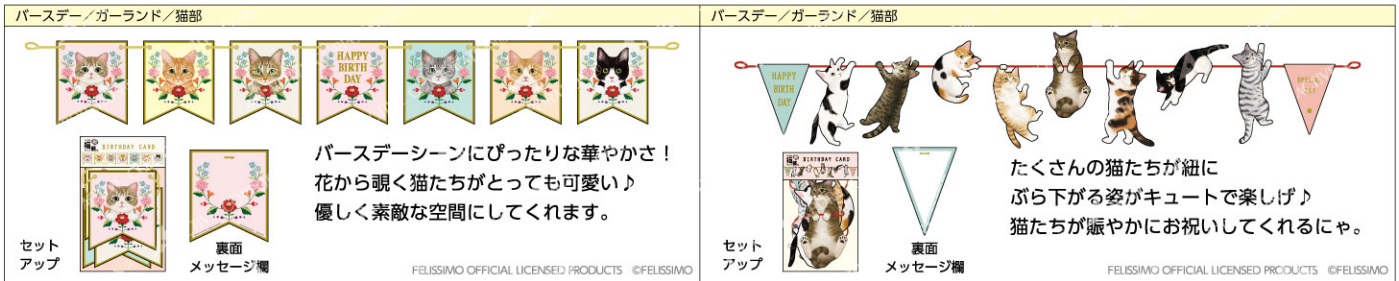 バースデー／ガーランド／猫部
HAPPY
BIRTH
DAY
BIRTHDAY CARD
バースデーシーンにぴったりな華やかさ！
花から覗く猫たちがとっても可愛い♪
優しく素敵な空間にしてくれます。
セット
アップ
裏面
メッセージ欄
FELISSIMO OFFICIAL LICENSED PRODUCTS ©FELISSIMO
バースデー／ガーランド／猫部
HAPPY
BIRTH
DAY
SPECIAL
BIRTHDAY CARD
たくさんの猫たちが紐に
ぶら下がる姿がキュートで楽しげ♪
猫たちが賑やかにお祝いしてくれるにゃ。
セット
アップ
裏面
メッセージ欄
FELISSIMO OFFICIAL LICENSED PRODUCTS ©FELISSIMO